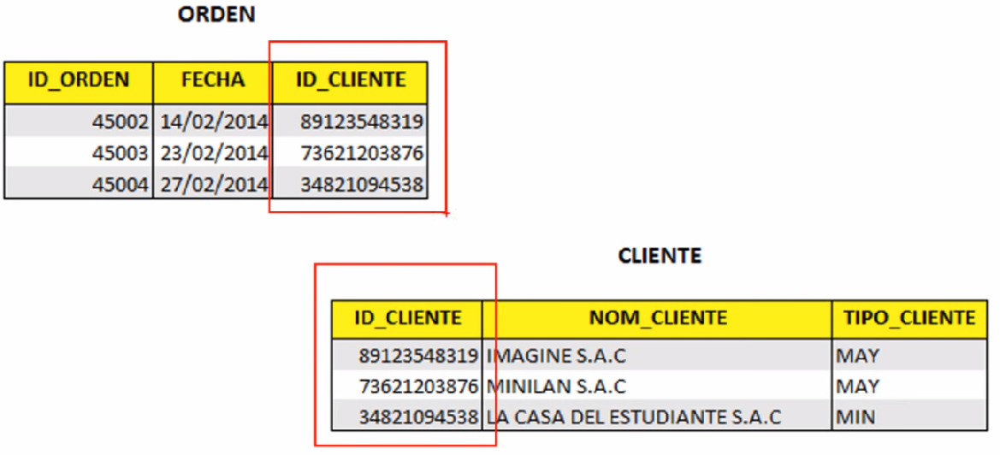 ORDEN
ID_ORDEN FECHA ID_CLIENTE
45002 14/02/2014 89123548319
45003 23/02/2014 73621203876
45004 27/02/2014 34821094538
CLIENTE
ID_CLIENTE NOM_CLIENTE TIPO_CLIENTE
89123548319 IMAGINE S.A.C MAY
73621203876 MINILAN S.A.C MAY
34821094538 LA CASA DEL ESTUDIANTE S.A.C MIN